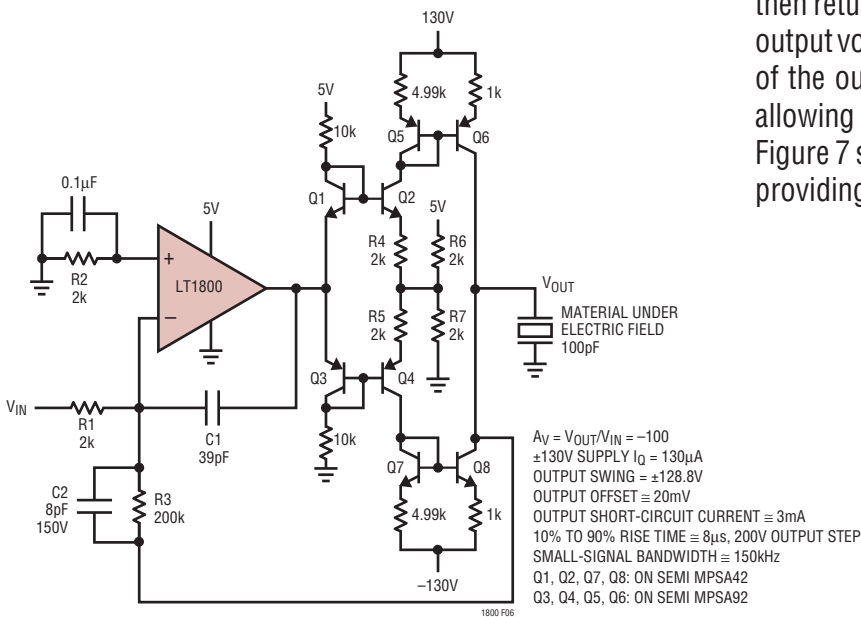 then retu
output vo
of the ou
allowing
Figure 7 s
providing
130V
4.99k
1k
5V
10k
Q5
Q6
0.1µF
Q1
Q2
5V
5V
R4
2k
R6
2k
+
LT1800
R2
2k
VOUT
–
R5
2k
R7
2k
MATERIAL UNDER
ELECTRIC FIELD
100pF
Q3
Q4
VIN
R1
2k
C1
39pF
10k
C2
8pF
150V
R3
200k
Q7
Q8
4.99k
1k
–130V
AV = VOUT/VIN = –100
±130V SUPPLY IQ = 130µA
OUTPUT SWING = ±128.8V
OUTPUT OFFSET ≅ 20mV
OUTPUT SHORT-CIRCUIT CURRENT ≅ 3mA
10% TO 90% RISE TIME ≅ 8µs, 200V OUTPUT STEP
SMALL-SIGNAL BANDWIDTH ≅ 150kHz
Q1, Q2, Q7, Q8: ON SEMI MPSA42
Q3, Q4, Q5, Q6: ON SEMI MPSA92
1800 F06